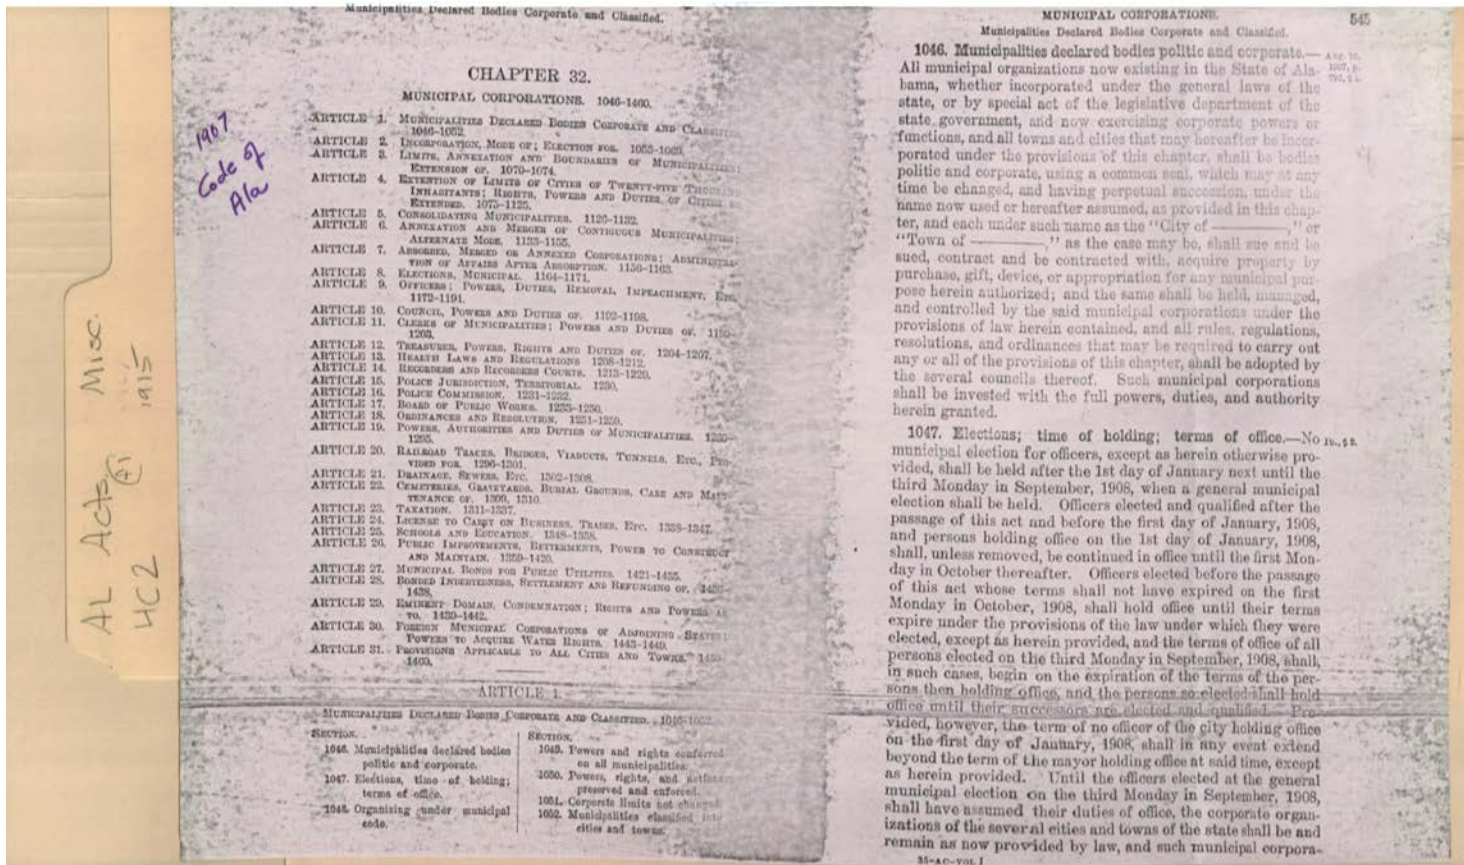 AL Acts Misc.
HC2 #1 1915
1907
Code of
Ala
Municipalities Declared Bodies Corporate and Classified.
CHAPTER 32.
MUNICIPAL CORPORATIONS. 1046-1460.
ARTICLE 1. MUNICIPALITIES DECLARED BODIES CORPORATE AND
1046-1052.
ARTICLE 2. INCORPORATION, MODE OF; ELECTION FOR. 1053-1069.
ARTICLE 3. LIMITS, ANNEXATION AND BOUNDARIES OF MUNICIPALITIES;
EXTENSION OF. 1070-1074.
ARTICLE 4. EXTENTION OF LIMITS OF CITIES OF TWENTY-FIVE THOUSAND
INHABITANTS; RIGHTS, POWERS AND DUTIES OF CITIES
EXTENDED. 1075-1125.
ARTICLE 5. CONSOLIDATING MUNICIPALITIES. 1126-1132.
ARTICLE 6. ANNEXATION AND MERGER OF CONTIGUOUS MUNICIPALITIES;
ALTERNATE MODE. 1133-1155.
ARTICLE 7. ABSORBED, MERGED OR ANNEXED CORPORATIONS; ADMINISTRA-
TION OF AFFAIRS AFTER ABSORPTION. 1156-1163.
ARTICLE 8. ELECTIONS, MUNICIPAL. 1164-1171.
ARTICLE 9. OFFICERS; POWERS, DUTIES, REMOVAL, IMPEACHMENT, ETC.
1172-1191.
ARTICLE 10. COUNCIL, POWERS AND DUTIES OF. 1192-1198.
ARTICLE 11. CLERKS OF MUNICIPALITIES; POWERS AND DUTIES OF. 1199-
1203.
ARTICLE 12. TREASURER, POWERS, RIGHTS AND DUTIES OF. 1204-1207.
ARTICLE 13. HEALTH LAWS AND REGULATIONS 1208-1212.
ARTICLE 14. RECORDERS AND RECORDERS COURTS. 1213-1229.
ARTICLE 15. POLICE JURISDICTION, TERRITORIAL. 1230.
ARTICLE 16. POLICE COMMISSION. 1231-1232.
ARTICLE 17. BOARD OF PUBLIC WORKS. 1233-1250.
ARTICLE 18. ORDINANCES AND RESOLUTION. 1251-1259.
ARTICLE 19. POWERS, AUTHORITIES AND DUTIES OF MUNICIPALITIES. 1260-
1295.
ARTICLE 20. RAILROAD TRACKS, BRIDGES, VIADUCTS, TUNNELS, ETC., PRO-
VIDED FOR. 1296-1301.
ARTICLE 21. DRAINAGE, SEWERS, ETC. 1302-1308.
ARTICLE 22. CEMETERIES, GRAVEYARDS, BURIAL GROUNDS, CARE AND MAIN-
TENANCE OF. 1309, 1310.
ARTICLE 23. TAXATION. 1311-1337.
ARTICLE 24. LICENSE TO CARRY ON BUSINESS, TRADES, ETC. 1338-1347.
ARTICLE 25. SCHOOLS AND EDUCATION. 1348-1358.
ARTICLE 26. PUBLIC IMPROVEMENTS, BETTERMENTS, POWER TO CONSTRUCT
AND MAINTAIN. 1359-1420.
ARTICLE 27. MUNICIPAL BONDS FOR PUBLIC UTILITIES. 1421-1435.
ARTICLE 28. BONDED INDEBTEDNESS, SETTLEMENT AND REFUNDING OF. 1436-
1438.
ARTICLE 29. EMINENT DOMAIN, CONDEMNATION; RIGHTS AND POWERS AS
TO. 1439-1442.
ARTICLE 30. FOREIGN MUNICIPAL CORPORATIONS OF ADJOINING STATES;
POWERS TO ACQUIRE WATER RIGHTS. 1443-1449.
ARTICLE 31. PROVISIONS APPLICABLE TO ALL CITIES AND TOWNS. 1450-
1460.
ARTICLE 1.
MUNICIPALITIES DECLARED BODIES CORPORATE AND CLASSIFIED. 1046-1052.
SECTION.
1046. Municipalities declared bodies
politic and corporate.
1047. Elections, time of holding;
terms of office.
1048. Organizing under municipal
code.
SECTION.
1049. Powers and rights conferred
on all municipalities.
1050. Powers, rights, and
preserved and enforced.
1051. Corporate limits not changed.
1052. Municipalities classified into
cities and towns.
MUNICIPAL CORPORATIONS. 545
Municipalities Declared Bodies Corporate and Classified.
1046. Municipalities declared bodies politic and corporate.—
All municipal organizations now existing in the State of Ala-
bama, whether incorporated under the general laws of the
state, or by special act of the legislative department of the
state government, and now exercising corporate powers or
functions, and all towns and cities that may hereafter be incor-
porated under the provisions of this chapter, shall be bodies
politic and corporate, using a common seal, which may at any
time be changed, and having perpetual succession, under the
name now used or hereafter assumed, as provided in this chap-
ter, and each under such name as the "City of ———," or
"Town of ———," as the case may be, shall sue and be
sued, contract and be contracted with, acquire property by
purchase, gift, device, or appropriation for any municipal pur-
pose herein authorized; and the same shall be held, managed,
and controlled by the said municipal corporations under the
provisions of law herein contained, and all rules, regulations,
resolutions, and ordinances that may be required to carry out
any or all of the provisions of this chapter, shall be adopted by
the several councils thereof. Such municipal corporations
shall be invested with the full powers, duties, and authority
herein granted.
1047. Elections; time of holding; terms of office.—No Ib., § 2.
municipal election for officers, except as herein otherwise pro-
vided, shall be held after the 1st day of January next until the
third Monday in September, 1908, when a general municipal
election shall be held. Officers elected and qualified after the
passage of this act and before the first day of January, 1908,
and persons holding office on the 1st day of January, 1908,
shall, unless removed, be continued in office until the first Mon-
day in October thereafter. Officers elected before the passage
of this act whose terms shall not have expired on the first
Monday in October, 1908, shall hold office until their terms
expire under the provisions of the law under which they were
elected, except as herein provided, and the terms of office of all
persons elected on the third Monday in September, 1908, shall,
in such cases, begin on the expiration of the terms of the per-
sons then holding office, and the persons so elected shall hold
office until their successors are elected and qualified. Pro-
vided, however, the term of no officer of the city holding office
on the first day of January, 1908, shall in any event extend
beyond the term of the mayor holding office at said time, except
as herein provided. Until the officers elected at the general
municipal election on the third Monday in September, 1908,
shall have assumed their duties of office, the corporate organ-
izations of the several cities and towns of the state shall be and
remain as now provided by law, and such municipal corpora-
35-AC-VOL I